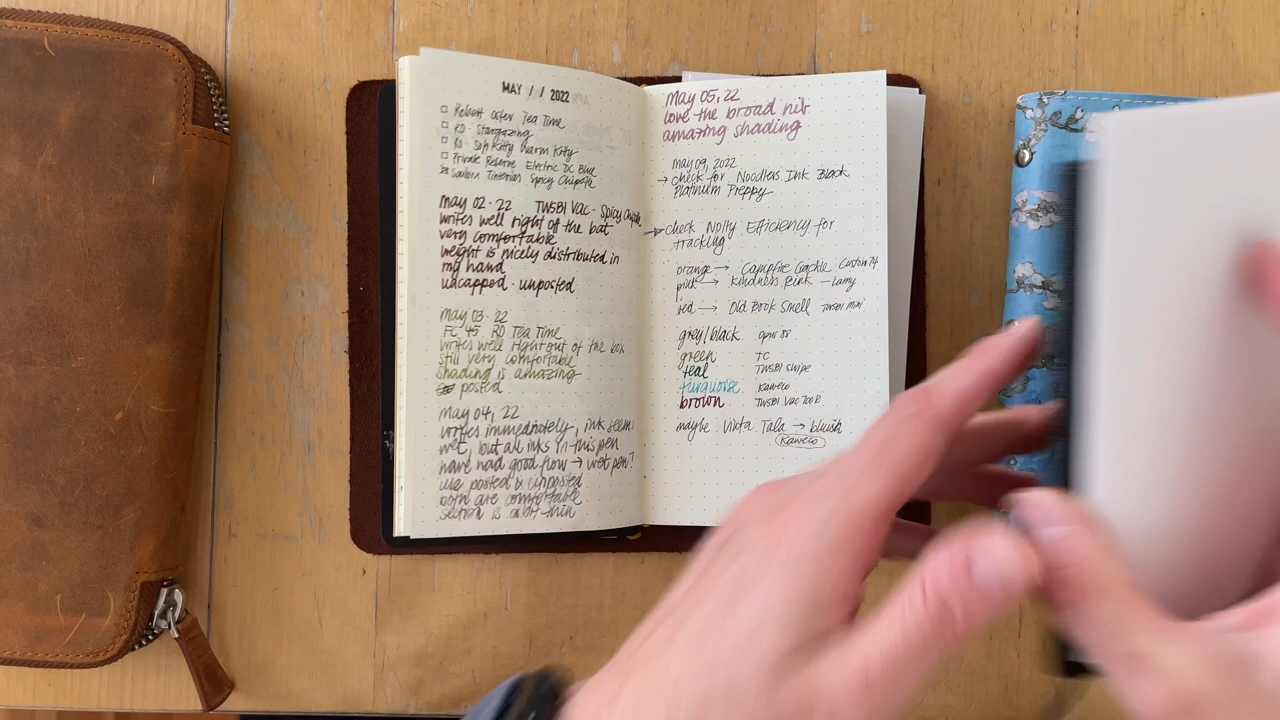 MAY / / 2022
Robert Oster Tea Time
RO - Stargazing
RO - Soft Kitty Warm Kitty
Private Reserve Electric DC Blue
Sailor Tinterias Spicy Chipotle
May 02 - 22 TWSBI Vac - Spicy Chipotle
writes well right off the bat
very comfortable
weight is nicely distributed in
my hand
uncapped - unposted
May 03 - 22
FC 45 RO Tea Time
writes well right out of the box
still very comfortable
shading is amazing
posted
May 04, 22
writes immediately, ink seems
wet, but all inks in this pen
have had good flow → wet pen?
use posted & unposted
both are comfortable
section is a bit thin
May 05, 22
love the broad nib
amazing shading
may 09, 2022
→ check for Noodlers Ink Black
Platinum Preppy
→ check Nolly Efficiency for
tracking
orange → Campfire Crackle Custom 74
pink → Kindness Pink — Lamy
red → Old Book Smell TWSBI mini
grey/black opus 88
green TC
teal TWSBI swipe
turquoise Kaweco
brown TWSBI Vac 700R
maybe Vinta Tala → blush
Kaweco